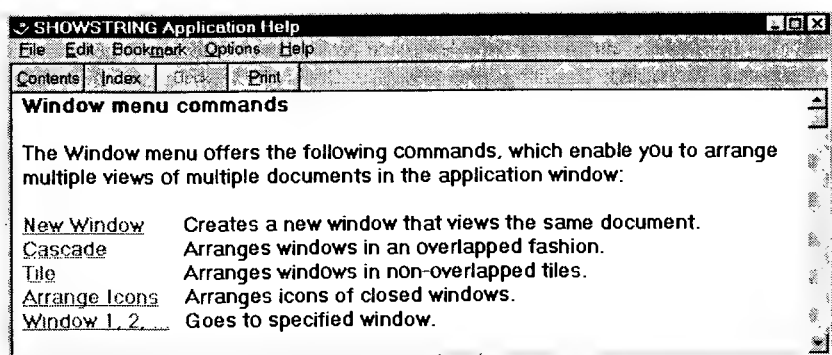 SHOWSTRING Application Help
File Edit Bookmark Options Help
Contents Index Back Print
Window menu commands
The Window menu offers the following commands, which enable you to arrange
multiple views of multiple documents in the application window:
New Window Creates a new window that views the same document.
Cascade Arranges windows in an overlapped fashion.
Tile Arranges windows in non-overlapped tiles.
Arrange Icons Arranges icons of closed windows.
Window 1, 2, ... Goes to specified window.